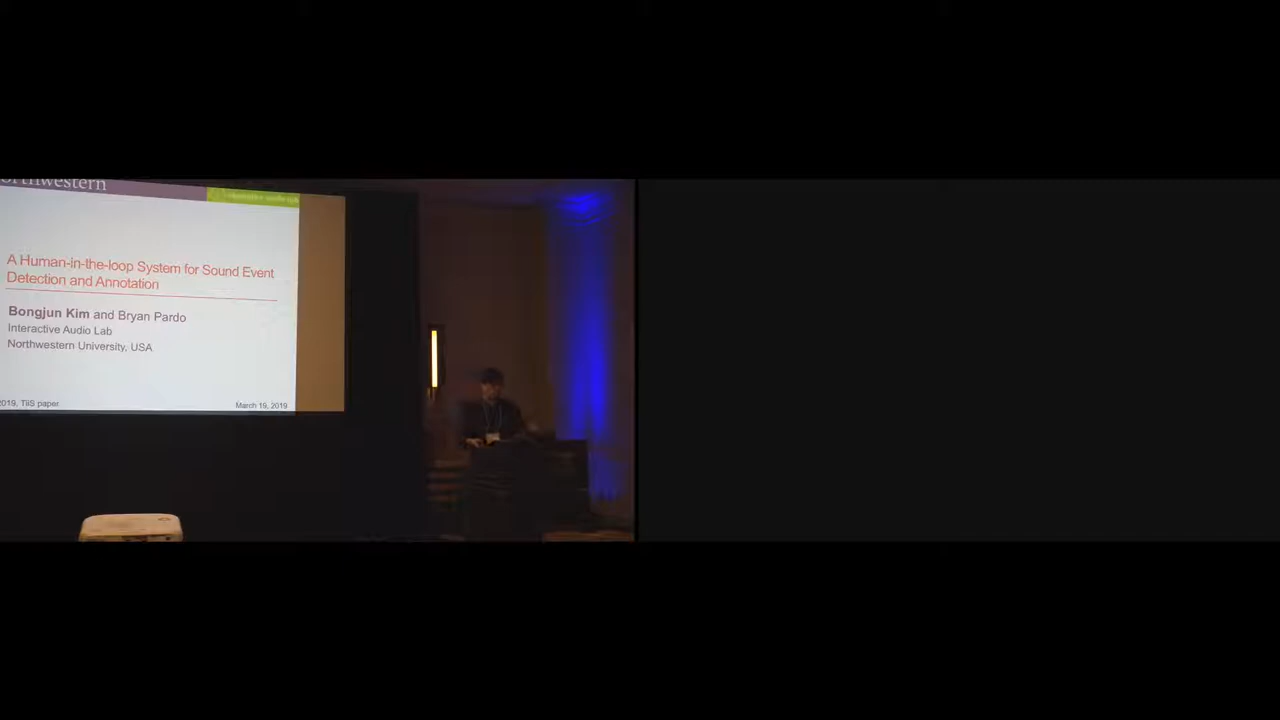 A Human-in-the-loop System for Sound Event
Detection and Annotation
Bongjun Kim and Bryan Pardo
Interactive Audio Lab
Northwestern University, USA
2019, TiiS paper
March 19, 2019